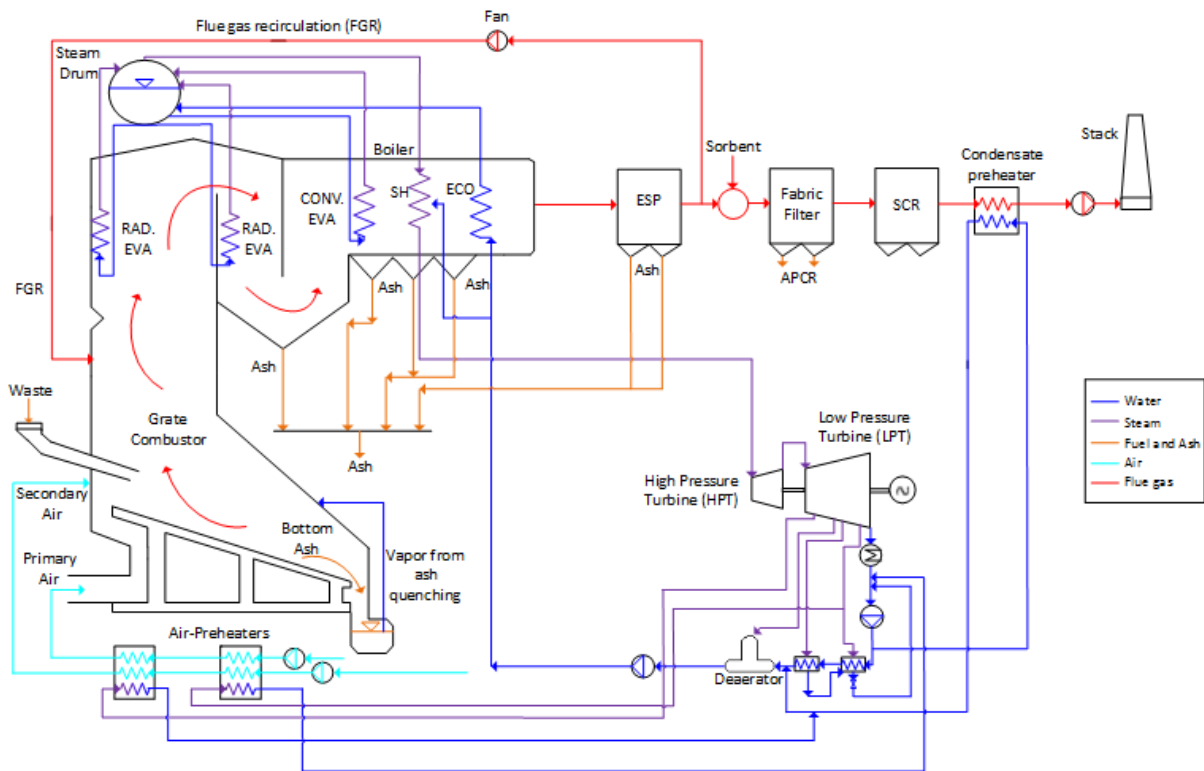 Fan
Flue gas recirculation (FGR)
Steam
Drum
Stack
Boiler
Sorbent
Condensate
preheater
SH
ECO
CONV.
EVA
ESP
Fabric
Filter
SCR
RAD.
EVA
RAD.
EVA
FGR
Ash
Ash
Ash
APCR
Ash
Waste
Grate
Combustor
Low Pressure
Turbine (LPT)
Water
Steam
Fuel and Ash
Air
Flue gas
Ash
High Pressure
Turbine (HPT)
Secondary
Air
Bottom
Ash
Primary
Air
Vapor from
ash
quenching
Air-Preheaters
Deaerator